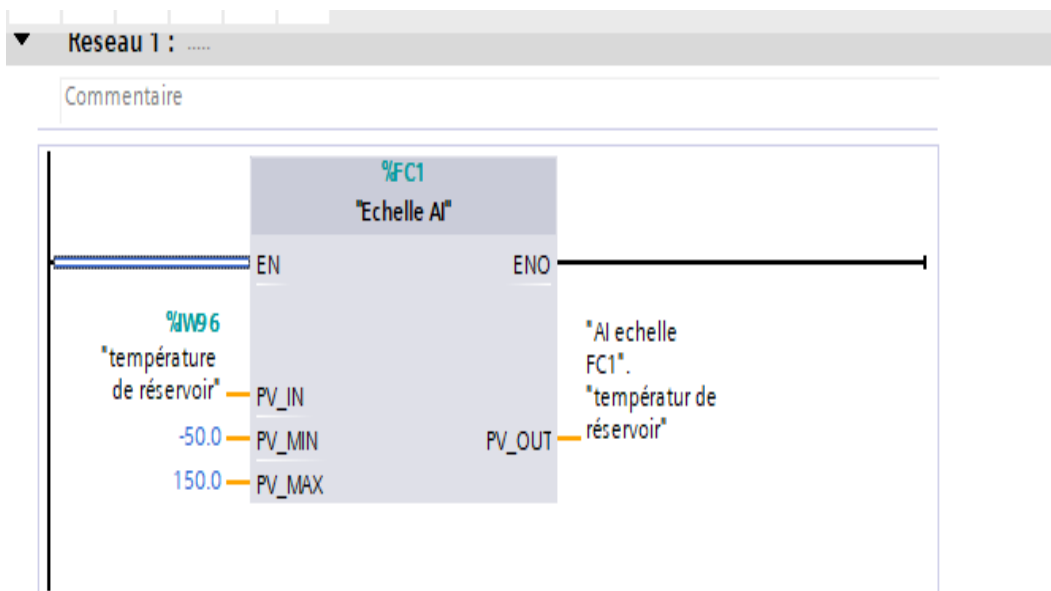 Réseau 1 : .....
Commentaire
%FC1
"Echelle AI"
EN
ENO
%IW96
"température
de réservoir"
PV_IN
-50.0
PV_MIN
150.0
PV_MAX
PV_OUT
"AI echelle
FC1".
"températur de
réservoir"